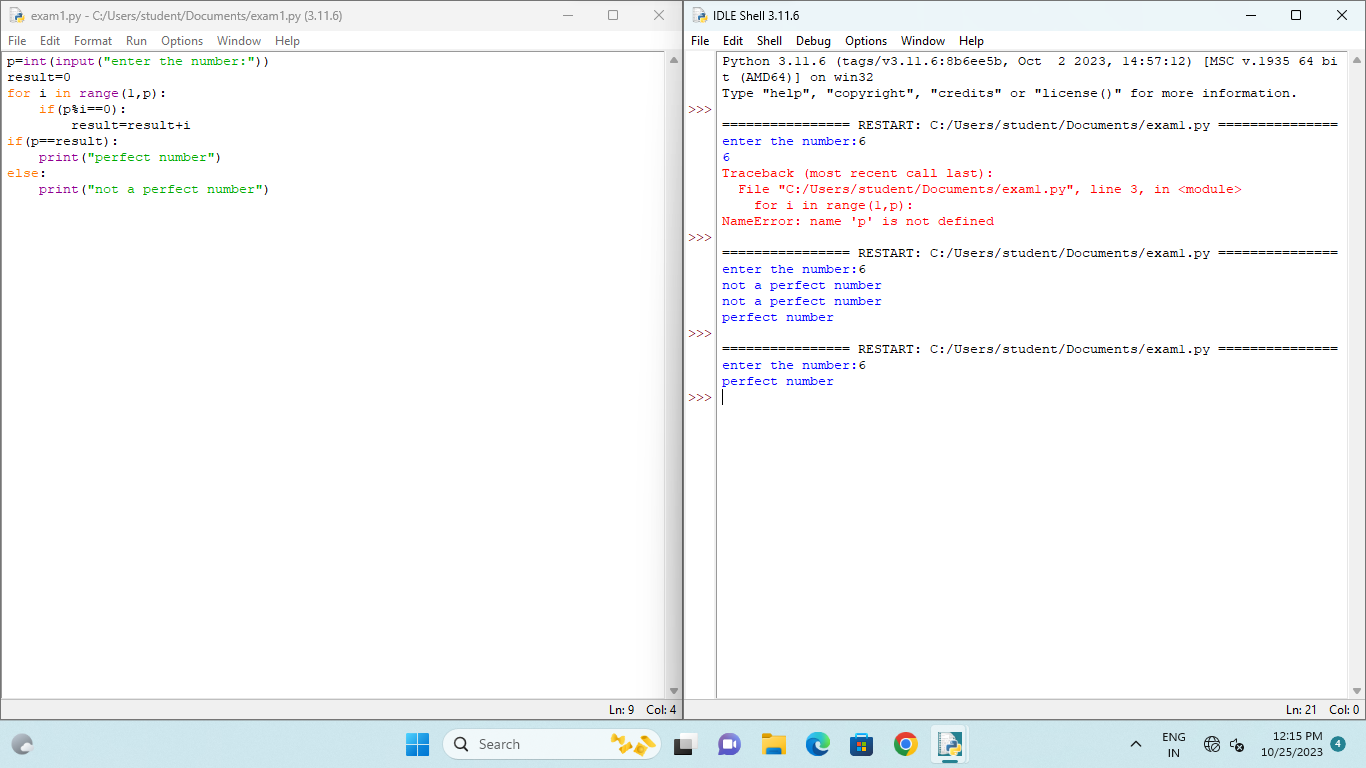 exam1.py - C:/Users/student/Documents/exam1.py (3.11.6)
File Edit Format Run Options Window Help
p=int(input("enter the number:"))
result=0
for i in range(1,p):
    if(p%i==0):
        result=result+i
if(p==result):
    print("perfect number")
else:
    print("not a perfect number")
Ln: 9 Col: 4
IDLE Shell 3.11.6
File Edit Shell Debug Options Window Help
Python 3.11.6 (tags/v3.11.6:8b6ee5b, Oct  2 2023, 14:57:12) [MSC v.1935 64 bi
t (AMD64)] on win32
Type "help", "copyright", "credits" or "license()" for more information.
>>>
================ RESTART: C:/Users/student/Documents/exam1.py ===============
enter the number:6
6
Traceback (most recent call last):
  File "C:/Users/student/Documents/exam1.py", line 3, in <module>
    for i in range(1,p):
NameError: name 'p' is not defined
>>>
================ RESTART: C:/Users/student/Documents/exam1.py ===============
enter the number:6
not a perfect number
not a perfect number
perfect number
>>>
================ RESTART: C:/Users/student/Documents/exam1.py ===============
enter the number:6
perfect number
>>>
Ln: 21 Col: 0
Search
ENG
IN
12:15 PM
10/25/2023
4